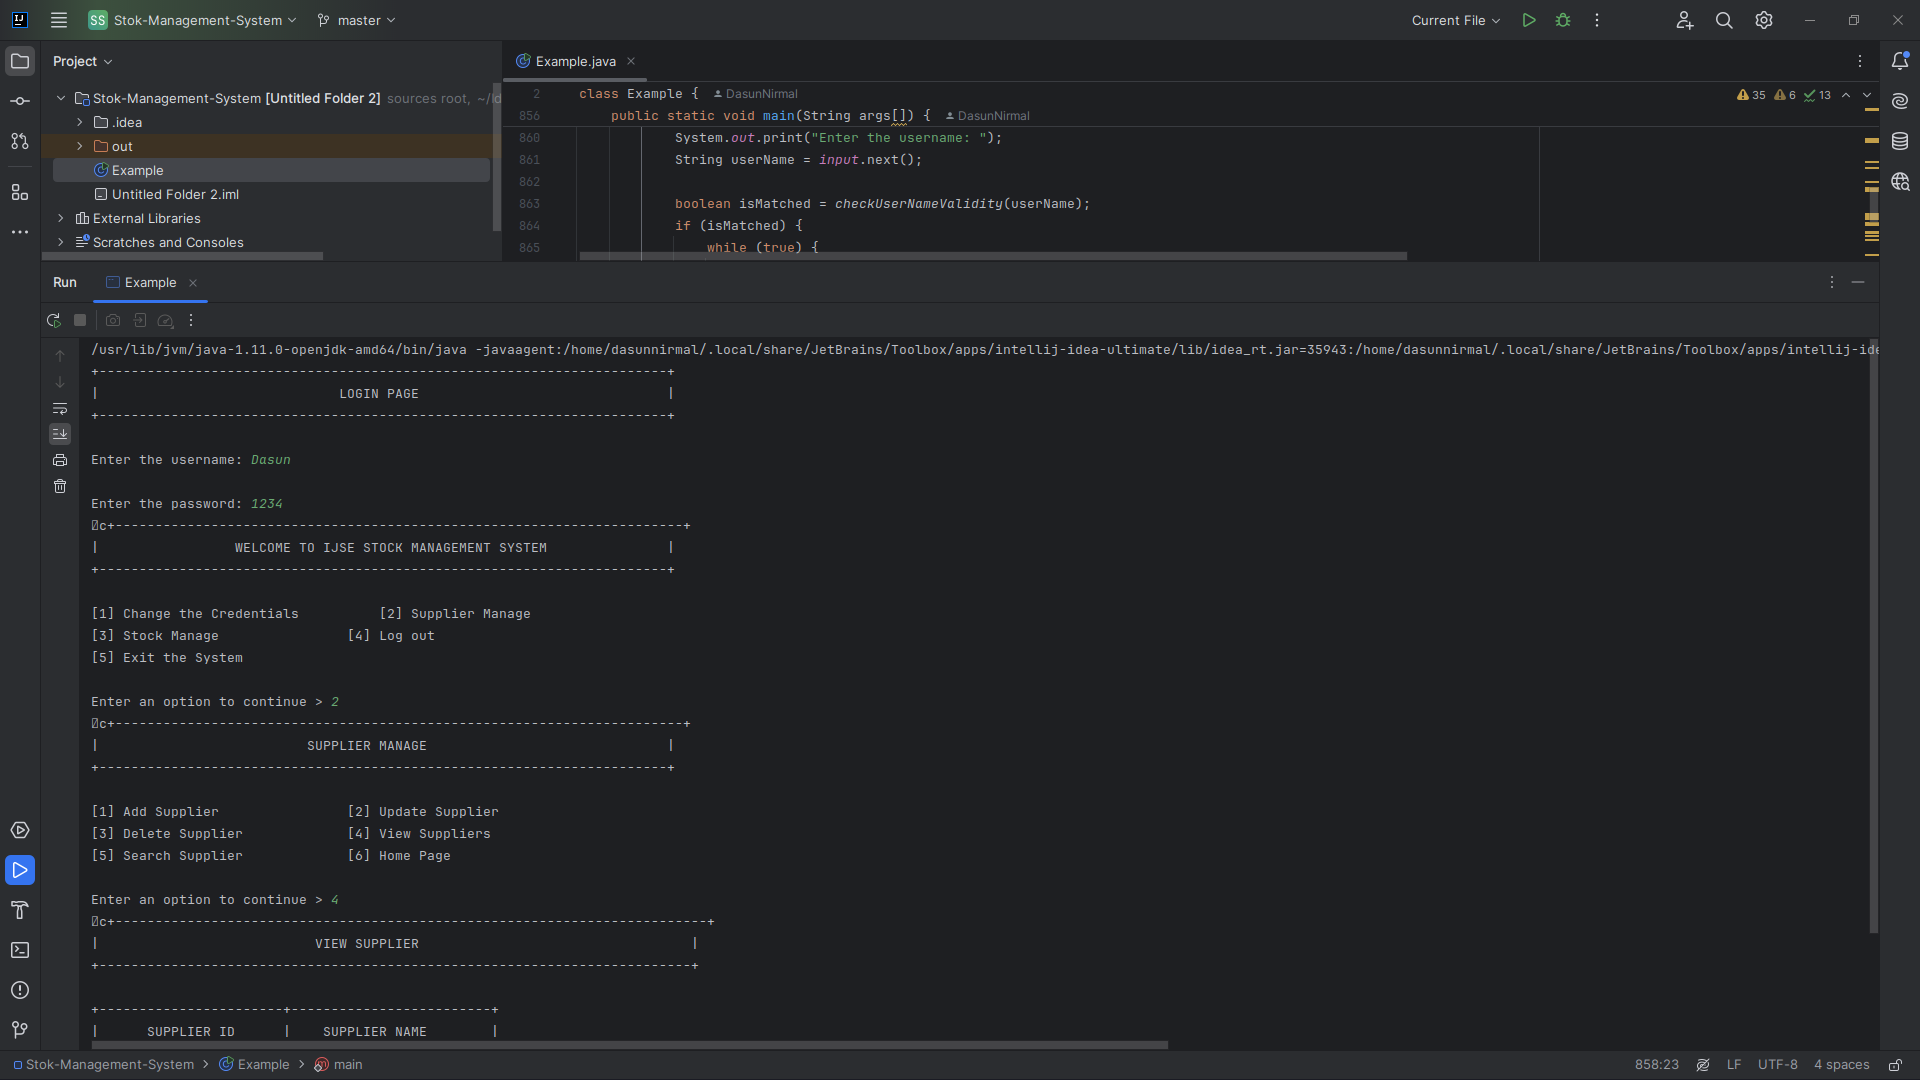 SS Stok-Management-System master Current File
Project
Example.java
Stok-Management-System [Untitled Folder 2] sources root, ~/Id
.idea
out
Example
Untitled Folder 2.iml
External Libraries
Scratches and Consoles
2 class Example { DasunNirmal
35 6 13
856 public static void main(String args[]) { DasunNirmal
860 System.out.print("Enter the username: ");
861 String userName = input.next();
862
863 boolean isMatched = checkUserNameValidity(userName);
864 if (isMatched) {
865 while (true) {
Run Example
/usr/lib/jvm/java-1.11.0-openjdk-amd64/bin/java -javaagent:/home/dasunnirmal/.local/share/JetBrains/Toolbox/apps/intellij-idea-ultimate/lib/idea_rt.jar=35943:/home/dasunnirmal/.local/share/JetBrains/Toolbox/apps/intellij-ide
+-----------------------------------------------------------------------+
| LOGIN PAGE |
+-----------------------------------------------------------------------+
Enter the username: Dasun
Enter the password: 1234
c+-----------------------------------------------------------------------+
| WELCOME TO IJSE STOCK MANAGEMENT SYSTEM |
+-----------------------------------------------------------------------+
[1] Change the Credentials [2] Supplier Manage
[3] Stock Manage [4] Log out
[5] Exit the System
Enter an option to continue > 2
c+-----------------------------------------------------------------------+
| SUPPLIER MANAGE |
+-----------------------------------------------------------------------+
[1] Add Supplier [2] Update Supplier
[3] Delete Supplier [4] View Suppliers
[5] Search Supplier [6] Home Page
Enter an option to continue > 4
c+--------------------------------------------------------------------------+
| VIEW SUPPLIER |
+--------------------------------------------------------------------------+
+-----------------------+-------------------------+
| SUPPLIER ID | SUPPLIER NAME |
Stok-Management-System > Example > main
858:23 LF UTF-8 4 spaces